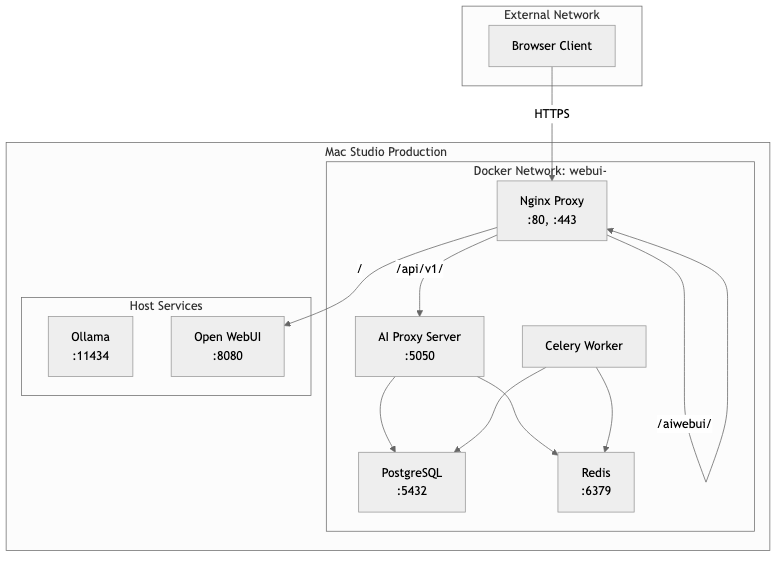 External Network
Browser Client
HTTPS
Mac Studio Production
Docker Network: webui-
Nginx Proxy
:80, :443
/
/api/v1/
Host Services
Ollama
:11434
Open WebUI
:8080
AI Proxy Server
:5050
Celery Worker
/aiwebui/
PostgreSQL
:5432
Redis
:6379